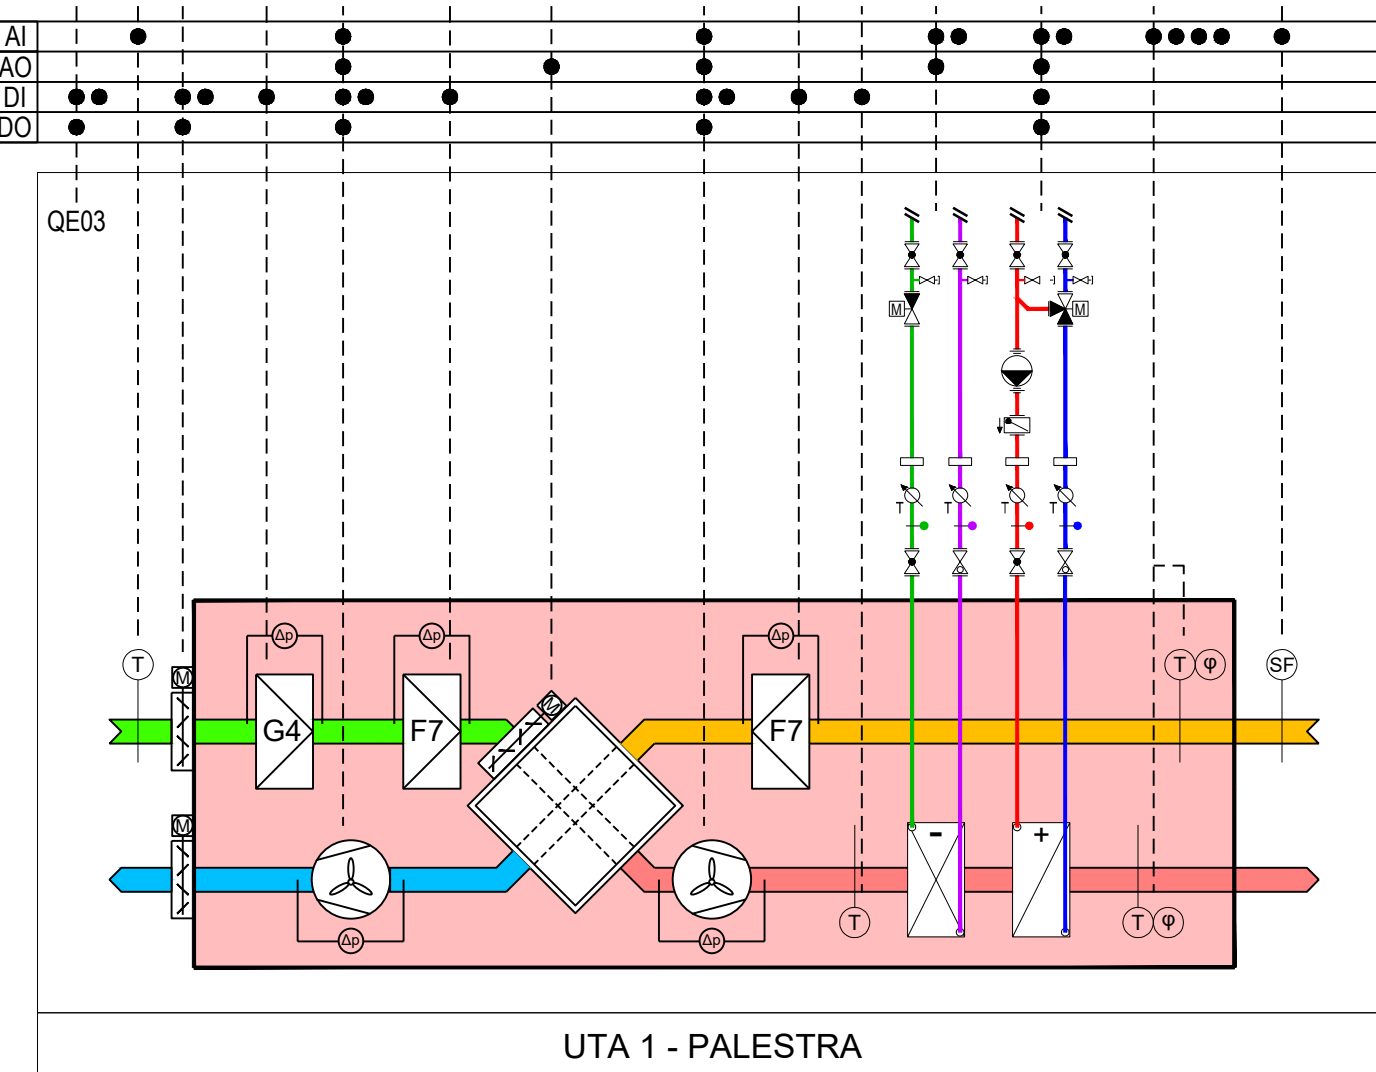 AI
AO
DI
DO
QE03
M M
T T T T
Δp Δp Δp
T T φ SF
M
M
G4 F7 F7
M
- +
Δp Δp
T T φ
UTA 1 - PALESTRA